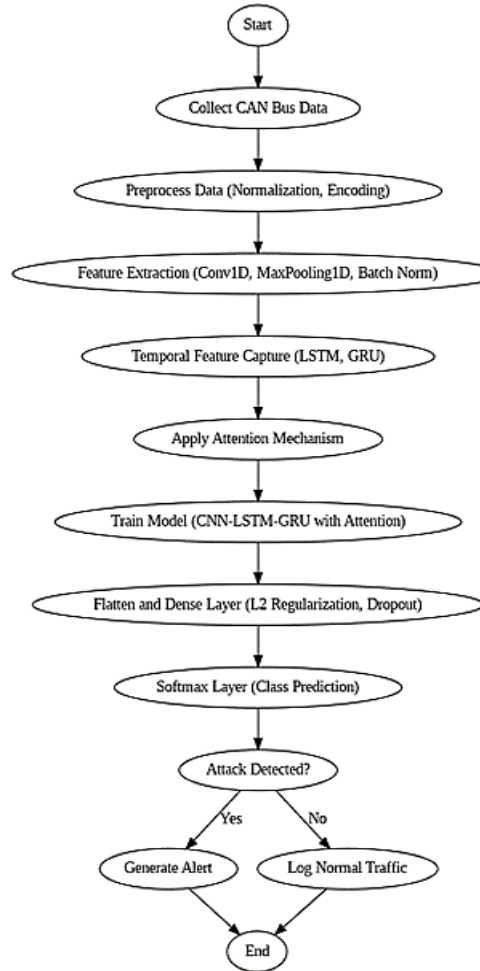 Start
Collect CAN Bus Data
Preprocess Data (Normalization, Encoding)
Feature Extraction (Conv1D, MaxPooling1D, Batch Norm)
Temporal Feature Capture (LSTM, GRU)
Apply Attention Mechanism
Train Model (CNN-LSTM-GRU with Attention)
Flatten and Dense Layer (L2 Regularization, Dropout)
Softmax Layer (Class Prediction)
Attack Detected?
Yes
No
Generate Alert
Log Normal Traffic
End